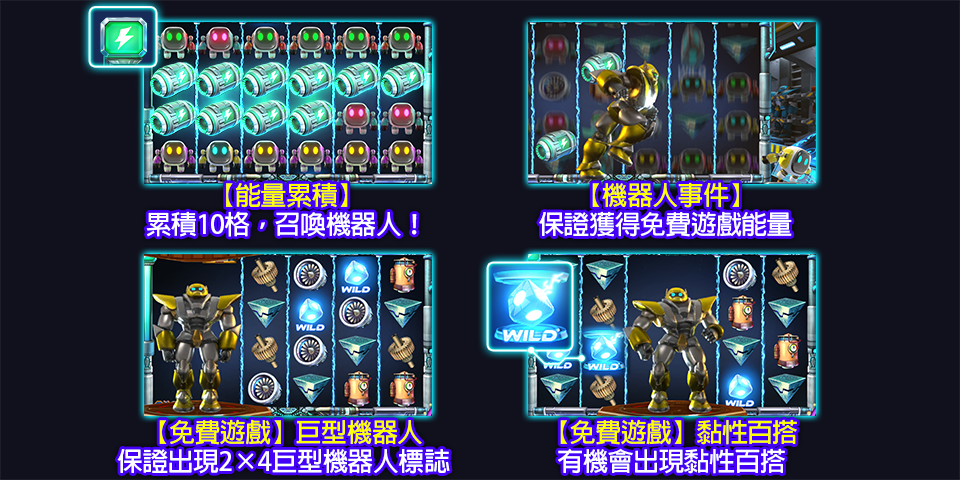 【能量累積】
累積10格，召喚機器人！
【機器人事件】
保證獲得免費遊戲能量
WILD
WILD
【免費遊戲】巨型機器人
保證出現2×4巨型機器人標誌
WILD
WILD
WILD
WILD
【免費遊戲】黏性百搭
有機會出現黏性百搭